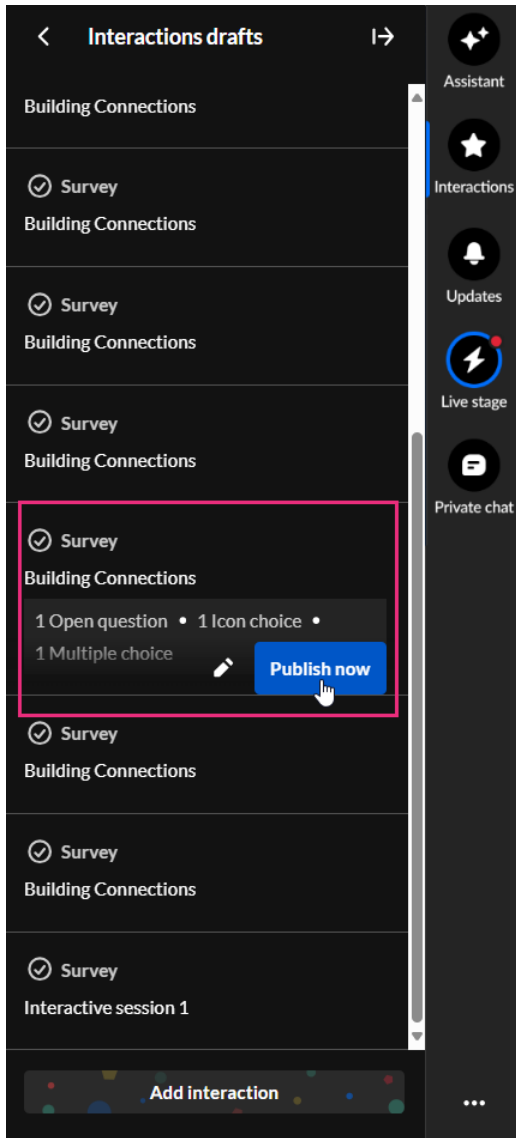 Interactions drafts
Building Connections
Survey
Building Connections
Survey
Building Connections
Survey
Building Connections
Survey
Building Connections
1 Open question • 1 Icon choice •
1 Multiple choice
Publish now
Survey
Building Connections
Survey
Building Connections
Survey
Interactive session 1
Add interaction
Assistant
Interactions
Updates
Live stage
Private chat